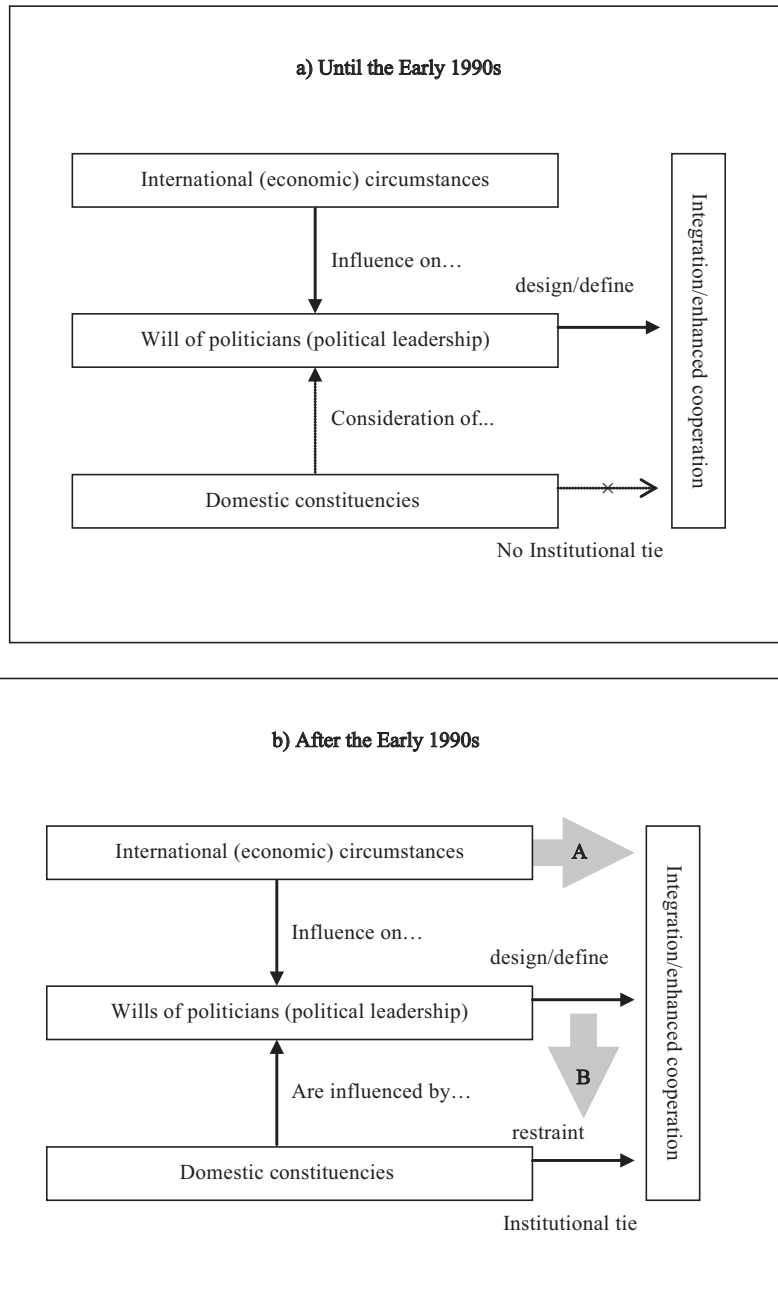 a) Until the Early 1990s
International (economic) circumstances
Influence on…
design/define
Will of politicians (political leadership)
Consideration of...
Domestic constituencies
No Institutional tie
Integration/enhanced cooperation
b) After the Early 1990s
International (economic) circumstances
A
Influence on…
design/define
Wills of politicians (political leadership)
B
Are influenced by…
restraint
Domestic constituencies
Institutional tie
Integration/enhanced cooperation